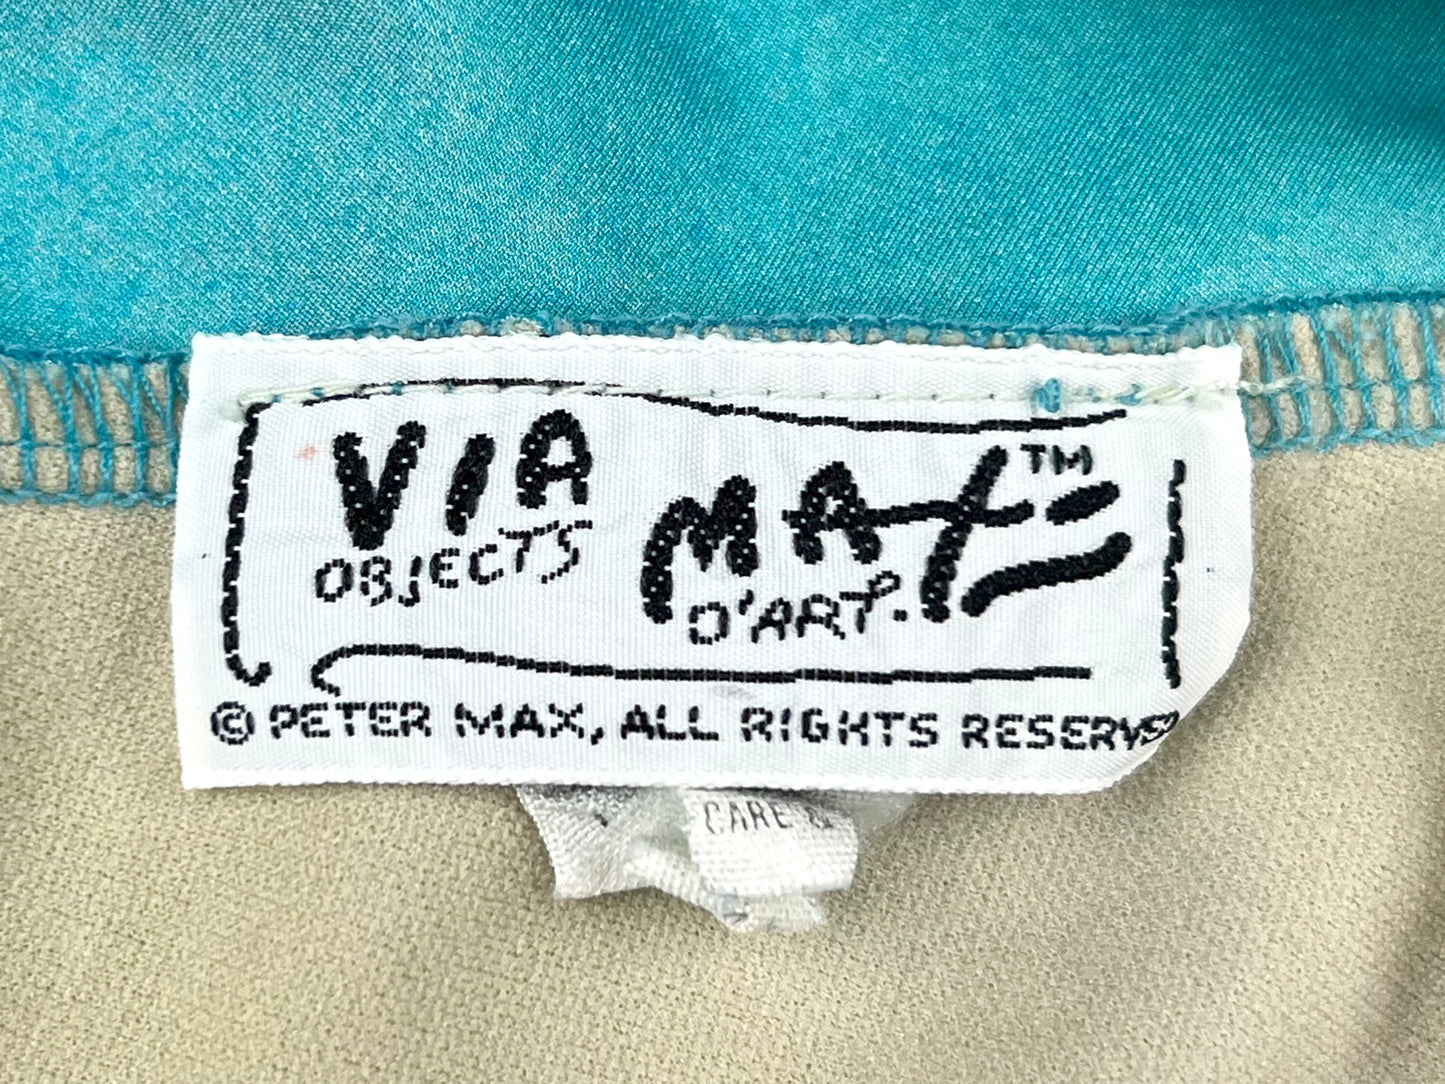 VIA MAX™
OBJECTS D'ART.
© PETER MAX, ALL RIGHTS RESERVED
CARE &